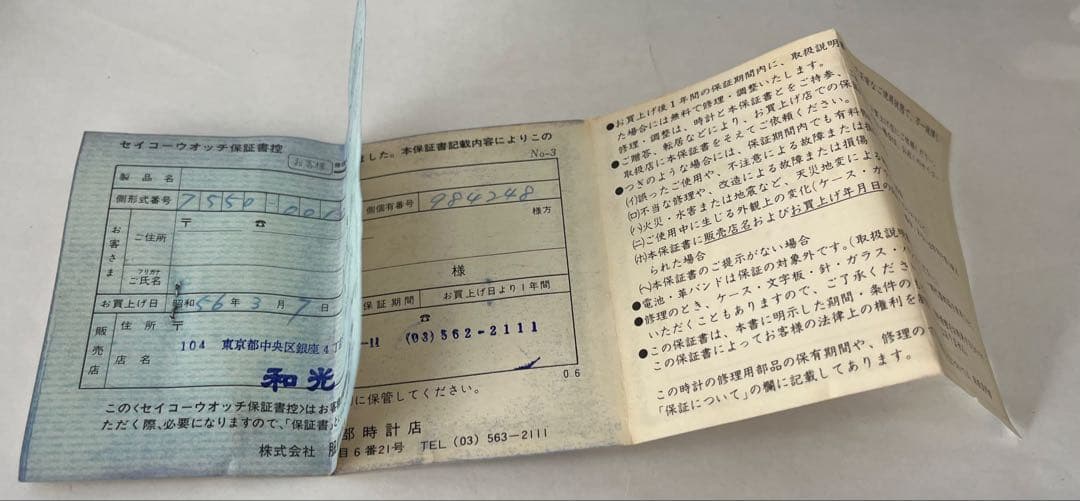 セイコーウオッチ保証書控
お客様
製品名
側形式番号 7550-001
お客さま
ご住所 〒 ☎
フリガナ
ご氏名
お買上げ日 昭和56年3月7日
販売店
住所 〒
104 東京都中央区銀座4丁
店名
和光
この〈セイコーウオッチ保証書控〉はお客
ただく際、必要になりますので、「保証書」
株式会社 服
ました。本保証書記載内容によりこの
No-3
側個有番号 984248
様方
様
保証期間 お買上げ日より1年間
☎
-11 (03)562-2111
06
に保管してください。
部時計店
目6番21号 TEL (03) 563-2111
●お買上げ後1年間の保証期間内に、取扱説明
た場合には無料で修理・調整いたします。
修理・調整は、時計と本保証書とをご持参、
●ご贈答、転居などにより、お買上げ店での保
取扱店に本保証書をそえてご依頼ください。
●つぎのような場合には、保証期間内でも有料
(イ)誤ったご使用や、不注意による故障または損
(ロ)不当な修理や、改造による故障または損傷
(ハ)火災・水害または地震など、天災地変による
(ニ)ご使用中に生じる外観上の変化(ケース・ガ
(ホ)本保証書に販売店名およびお買上げ年月日の
られた場合
(ヘ)本保証書のご提示がない場合
●電池・革バンドは保証の対象外です。(取扱説明
●修理のとき、ケース・文字板・針・ガラス・バ
いただくこともありますので、ご了承くださ
●この保証書は、本書に明示した期間・条件のも
この保証書によってお客様の法律上の権利を
この時計の修理用部品の保有期間や、修理の
「保証について」の欄に記載してあります。